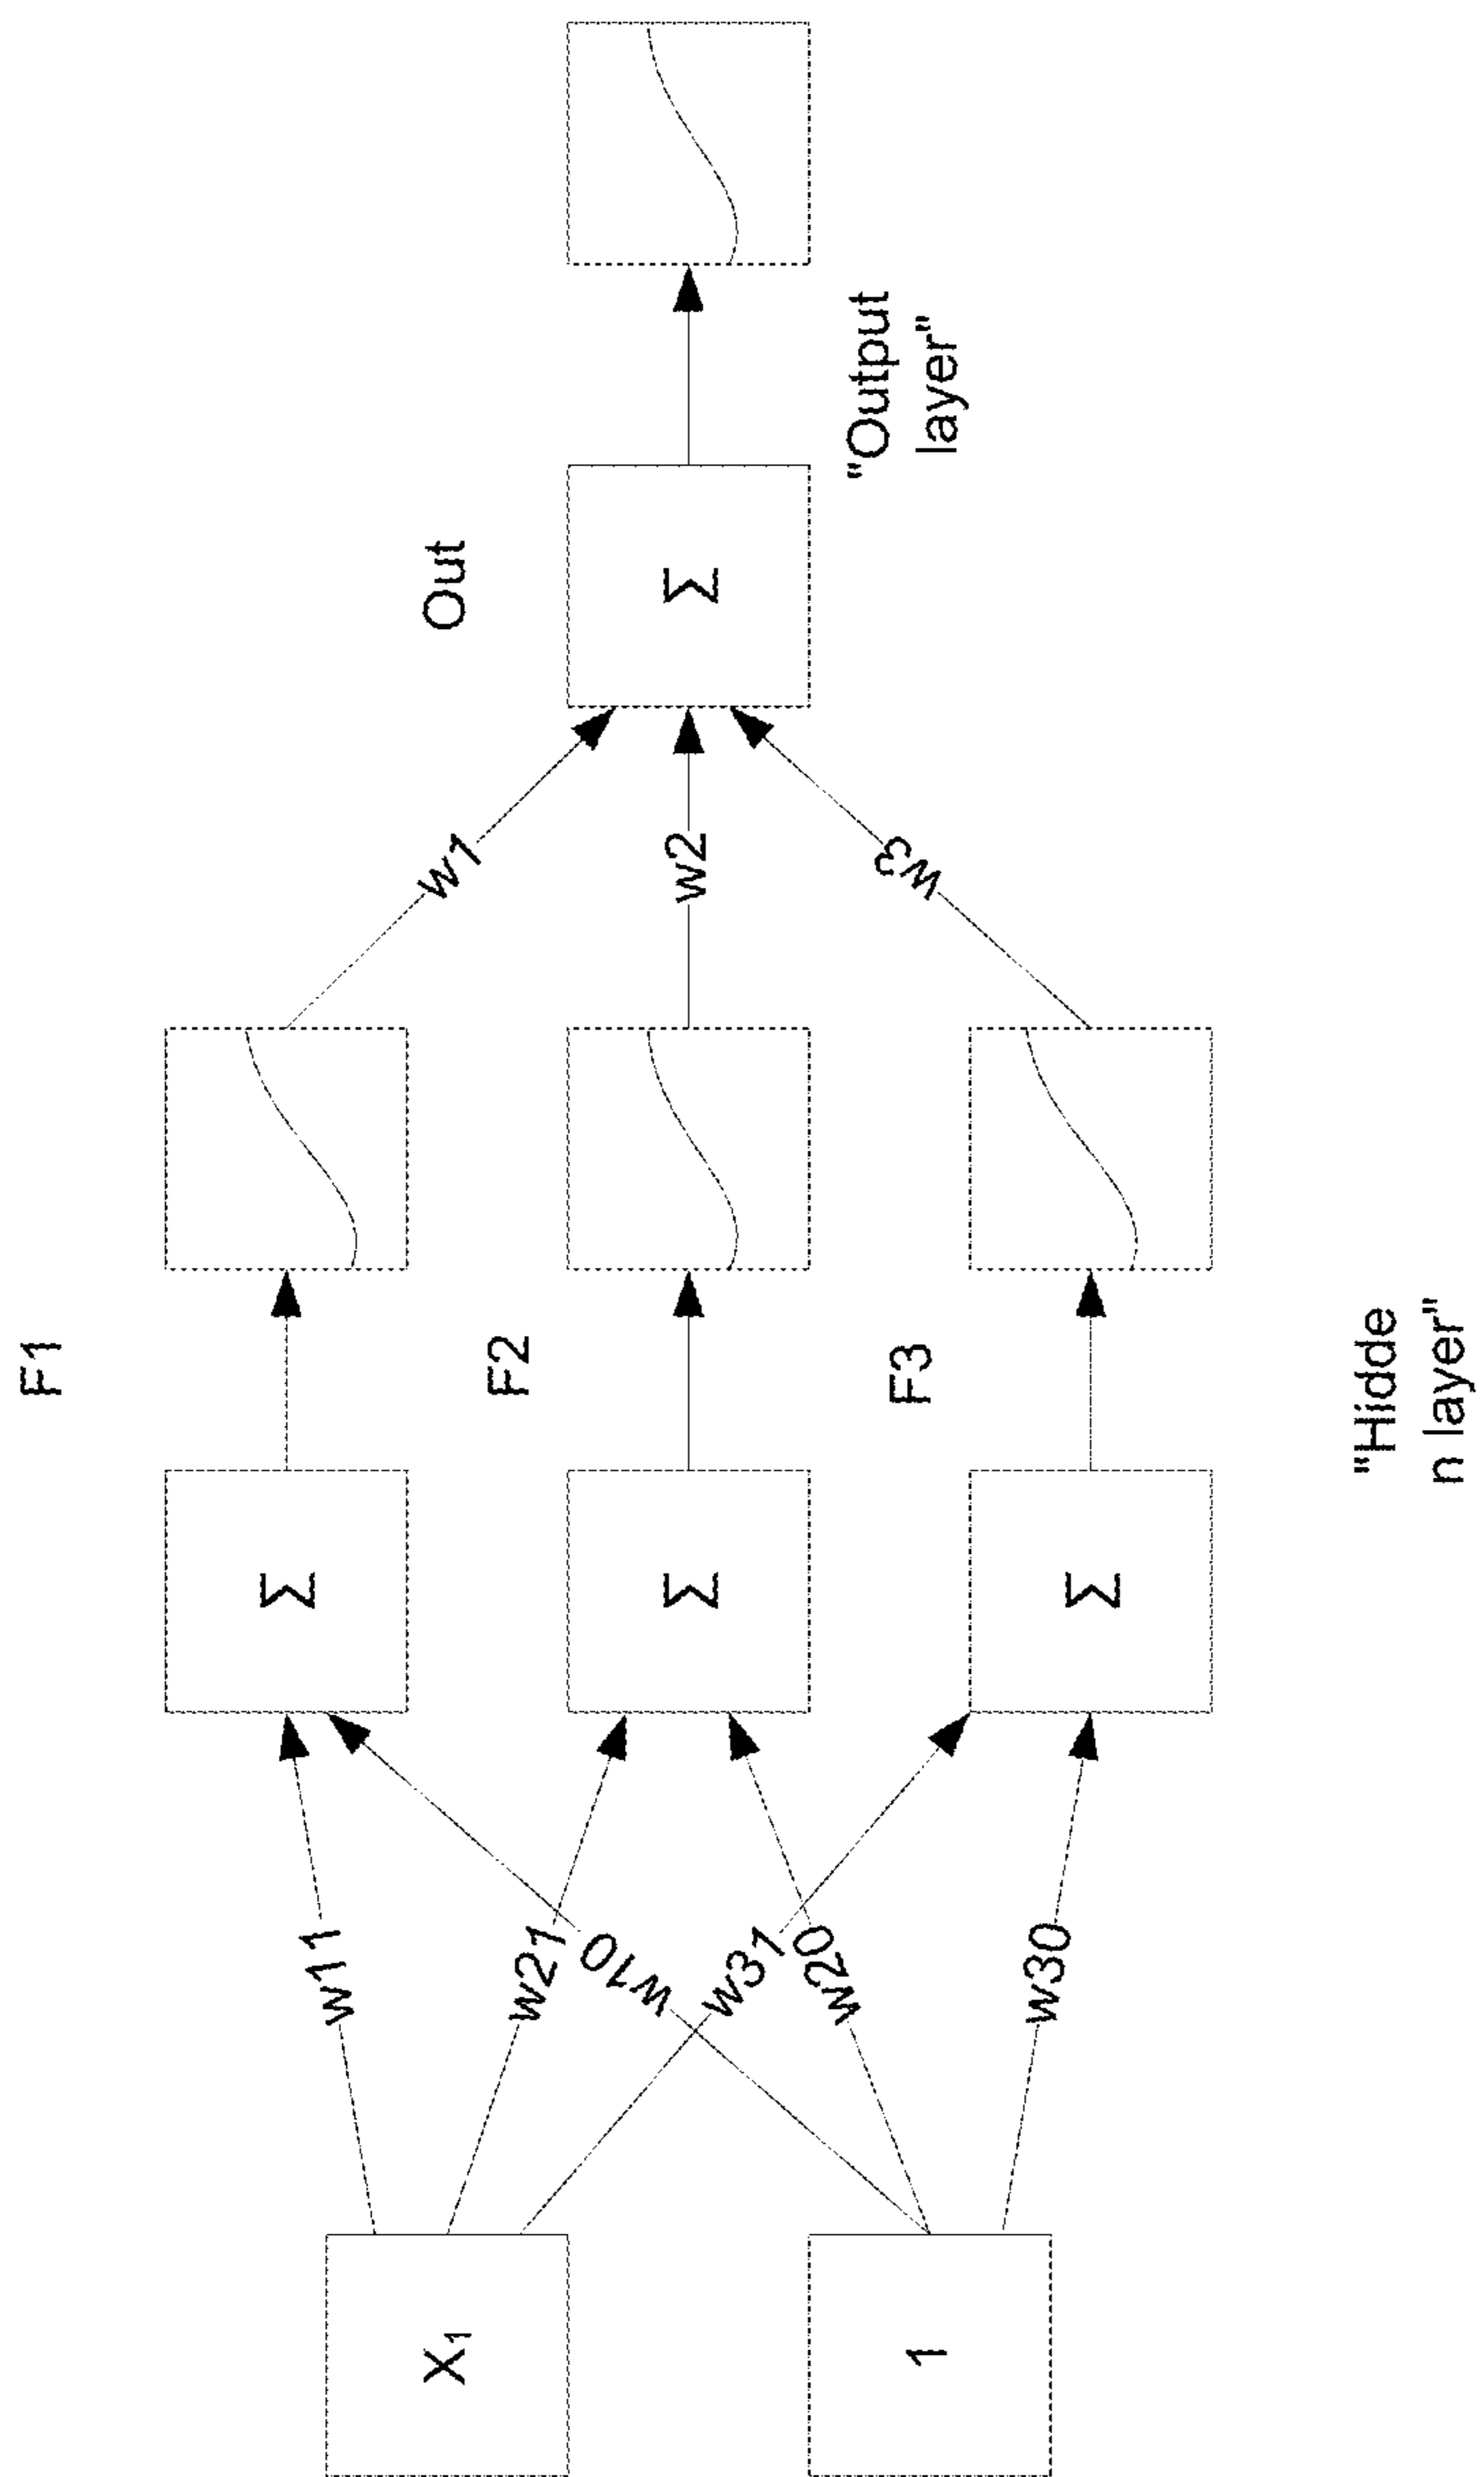 F1
F2
F3
Out
X1
1
w11
w21
w10
w31
w20
w30
Σ
Σ
Σ
w1
w2
w3
Σ
"Hidde
n layer"
"Output
layer"